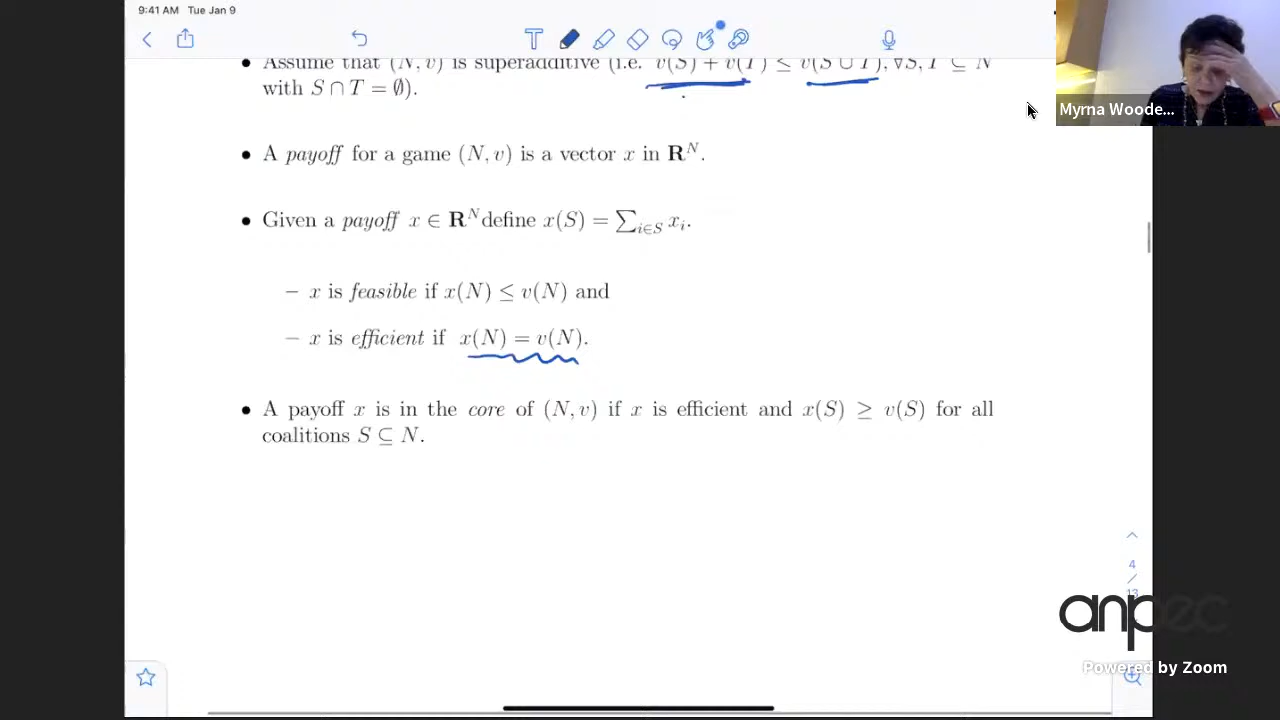 9:41 AM Tue Jan 9
• Assume that (N, v) is superadditive (i.e. v(S) + v(T) ≤ v(S ∪ T), ∀S, T ⊆ N
with S ∩ T = ∅).
Myrna Woode...
• A payoff for a game (N, v) is a vector x in R^N.
• Given a payoff x ∈ R^N define x(S) = ∑_{i∈S} x_i.
– x is feasible if x(N) ≤ v(N) and
– x is efficient if x(N) = v(N).
• A payoff x is in the core of (N, v) if x is efficient and x(S) ≥ v(S) for all
coalitions S ⊆ N.
4
/
13
anpec
Powered by Zoom